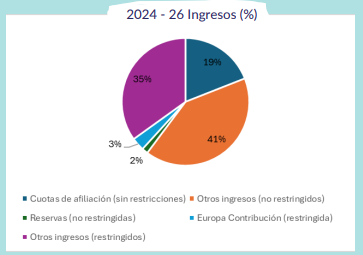 2024 - 26 Ingresos (%)
19%
35%
41%
3%
2%
Cuotas de afiliación (sin restricciones) Otros ingresos (no restringidos)
Reservas (no restringidas) Europa Contribución (restringida)
Otros ingresos (restringidos)